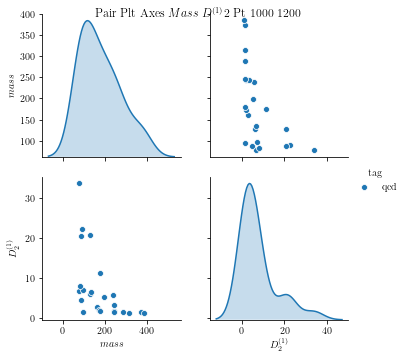 Pair Plt Axes Mass D(1)2 Pt 1000 1200
400
350
300
250
200
150
100
mass
tag
qcd
30
20
10
0
D_2^{(1)}
0 200 400
mass
0 20 40
D_2^{(1)}